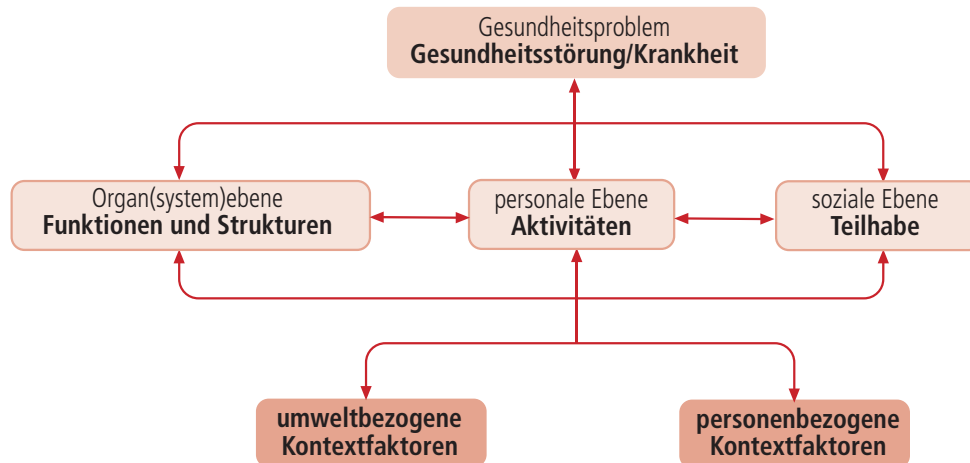 Gesundheitsproblem
Gesundheitsstörung/Krankheit
Organ(system)ebene
Funktionen und Strukturen
personale Ebene
Aktivitäten
soziale Ebene
Teilhabe
umweltbezogene
Kontextfaktoren
personenbezogene
Kontextfaktoren